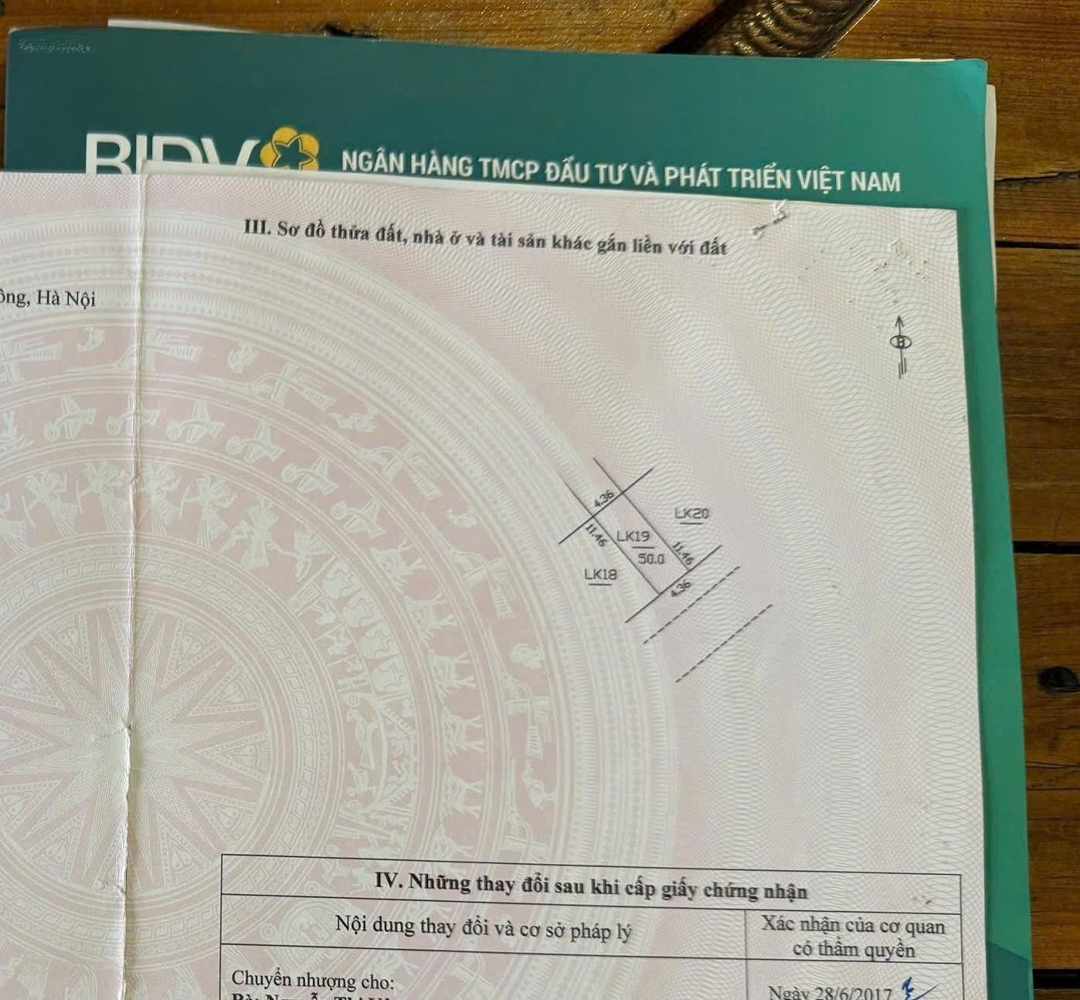 BIDV
NGÂN HÀNG TMCP ĐẦU TƯ VÀ PHÁT TRIỂN VIỆT NAM
III. Sơ đồ thửa đất, nhà ở và tài sản khác gắn liền với đất
ông, Hà Nội
B
4.36
LK20
11.46
LK19
11.46
50.0
LK18
4.36
IV. Những thay đổi sau khi cấp giấy chứng nhận
Nội dung thay đổi và cơ sở pháp lý
Xác nhận của cơ quan
có thẩm quyền
Chuyển nhượng cho:
Ngày 28/6/2017